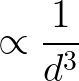 ∝ 1/d³